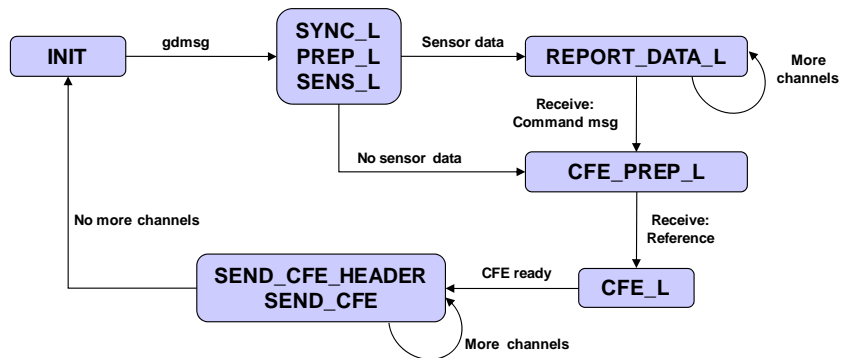 INIT
gdmsg
SYNC_L
PREP_L
SENS_L
Sensor data
REPORT_DATA_L
More
channels
Receive:
Command msg
No sensor data
CFE_PREP_L
Receive:
Reference
No more channels
SEND_CFE_HEADER
SEND_CFE
CFE ready
CFE_L
More channels